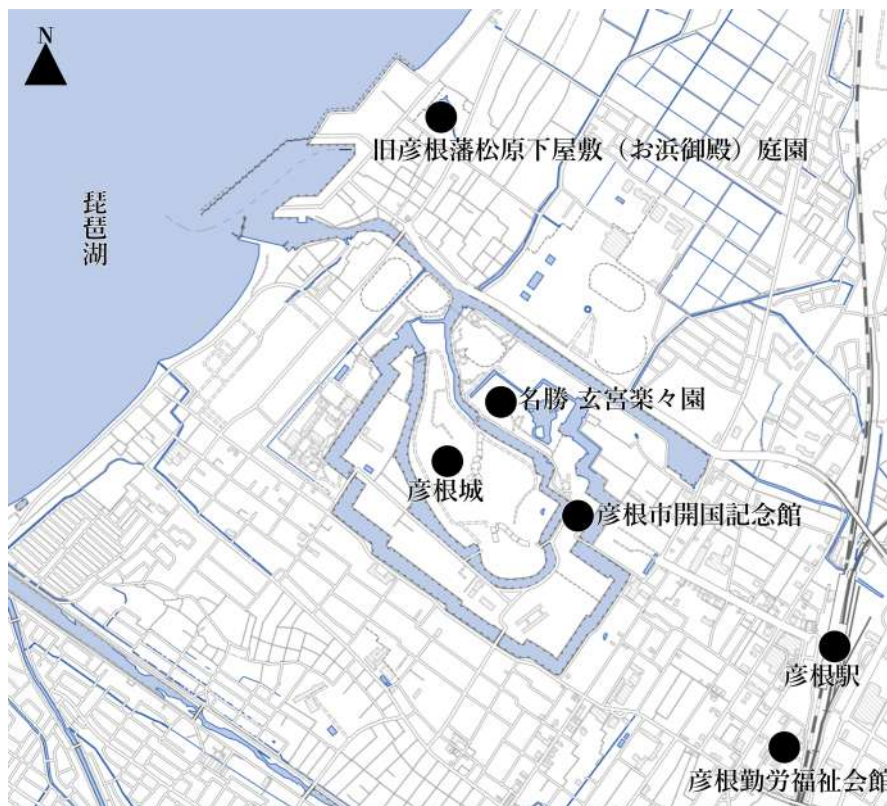 N
旧彦根藩松原下屋敷（お浜御殿）庭園
琵琶湖
名勝 玄宮楽々園
彦根城
彦根市開国記念館
彦根駅
彦根勤労福祉会館